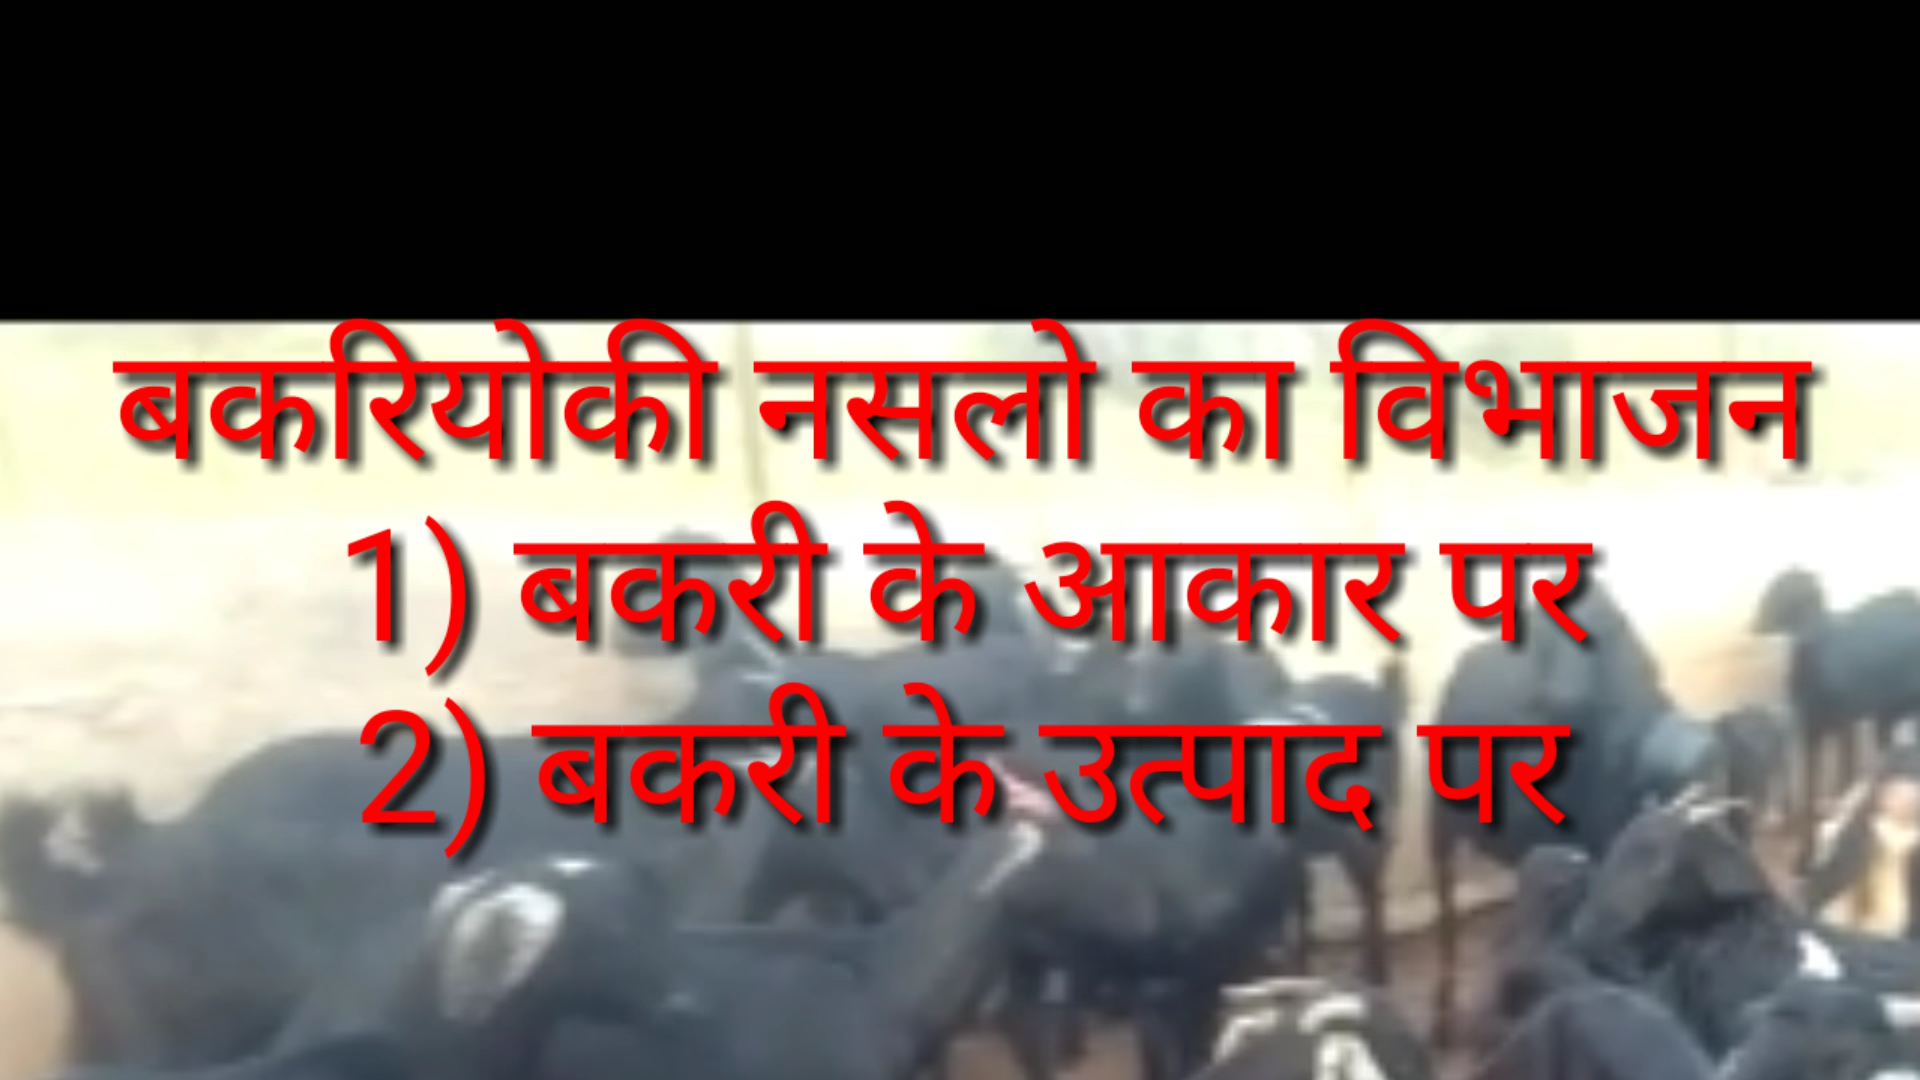 बकरियोकी नसलो का विभाजन
1) बकरी के आकार पर
2) बकरी के उत्पाद पर